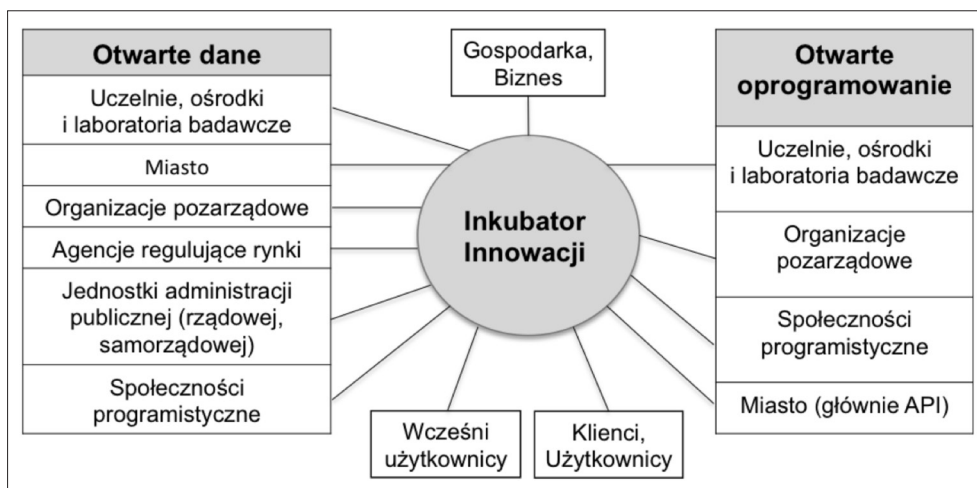 Otwarte dane
Uczelnie, ośrodki
i laboratoria badawcze
Miasto
Organizacje pozarządowe
Agencje regulujące rynki
Jednostki administracji
publicznej (rządowej,
samorządowej)
Społeczności
programistyczne
Gospodarka,
Biznes
Inkubator
Innowacji
Wcześni
użytkownicy
Klienci,
Użytkownicy
Otwarte
oprogramowanie
Uczelnie, ośrodki
i laboratoria badawcze
Organizacje
pozarządowe
Społeczności
programistyczne
Miasto (głównie API)